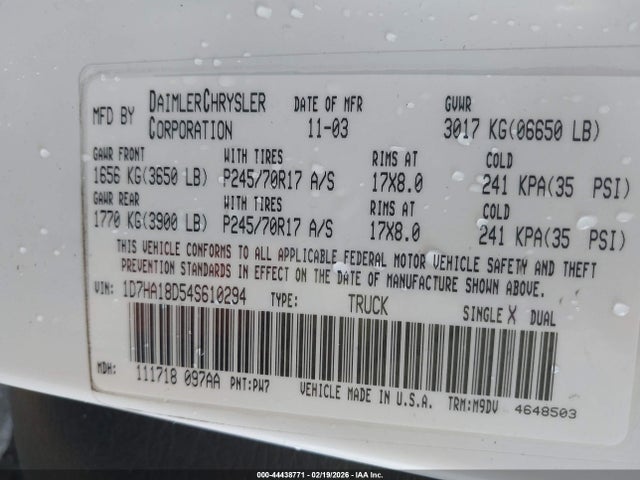 MFD BY DAIMLERCHRYSLER CORPORATION DATE OF MFR 11-03 GVWR 3017 KG(06650 LB)
GAWR FRONT WITH TIRES RIMS AT COLD
1656 KG(3650 LB) P245/70R17 A/S 17X8.0 241 KPA(35 PSI)
GAWR REAR WITH TIRES RIMS AT COLD
1770 KG(3900 LB) P245/70R17 A/S 17X8.0 241 KPA(35 PSI)
THIS VEHICLE CONFORMS TO ALL APPLICABLE FEDERAL MOTOR VEHICLE SAFETY AND THEFT
PREVENTION STANDARDS IN EFFECT ON THE DATE OF MANUFACTURE SHOWN ABOVE.
VIN: 1D7HA18D54S610294 TYPE: TRUCK SINGLE X DUAL
MDH: 111718 097AA PNT:PW7 VEHICLE MADE IN U.S.A. TRM:M9DV 4648503
000-44438771 - 02/19/2026 - IAA Inc.